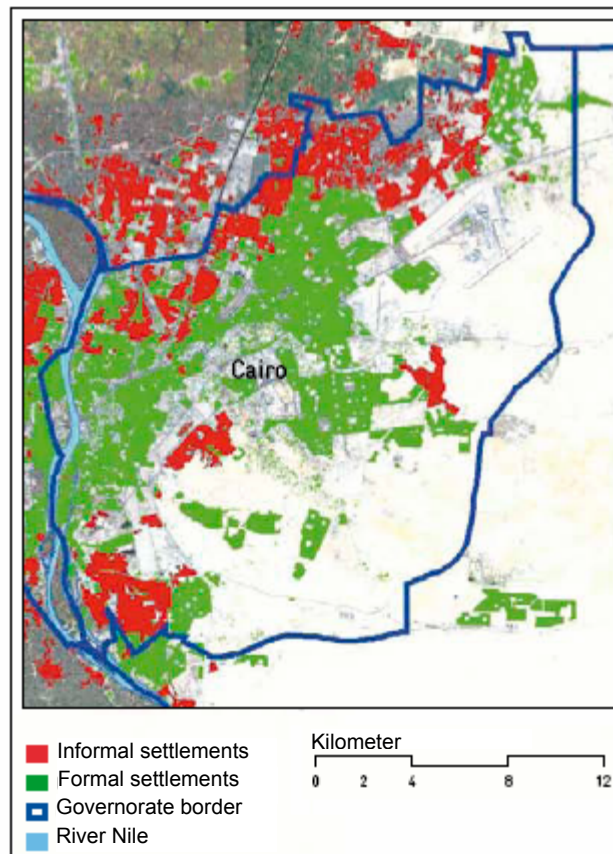 Cairo
Informal settlements
Formal settlements
Governorate border
River Nile
Kilometer
0 2 4 8 12